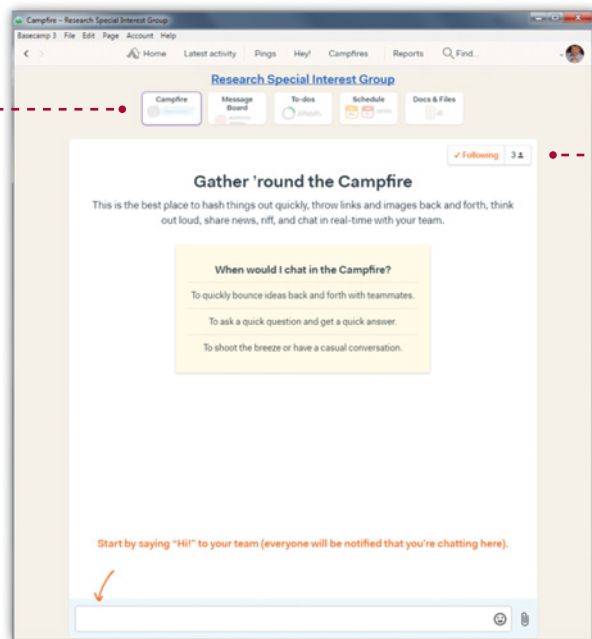 Campfire – Research Special Interest Group
Basecamp 3 File Edit Page Account Help
Home Latest activity Pings Hey! Campfires Reports Find...
Research Special Interest Group
Campfire Message Board To-dos Schedule Docs & Files
✓ Following 3
Gather ’round the Campfire
This is the best place to hash things out quickly, throw links and images back and forth, think
out loud, share news, riff, and chat in real-time with your team.
When would I chat in the Campfire?
To quickly bounce ideas back and forth with teammates.
To ask a quick question and get a quick answer.
To shoot the breeze or have a casual conversation.
Start by saying “Hi!” to your team (everyone will be notified that you’re chatting here).